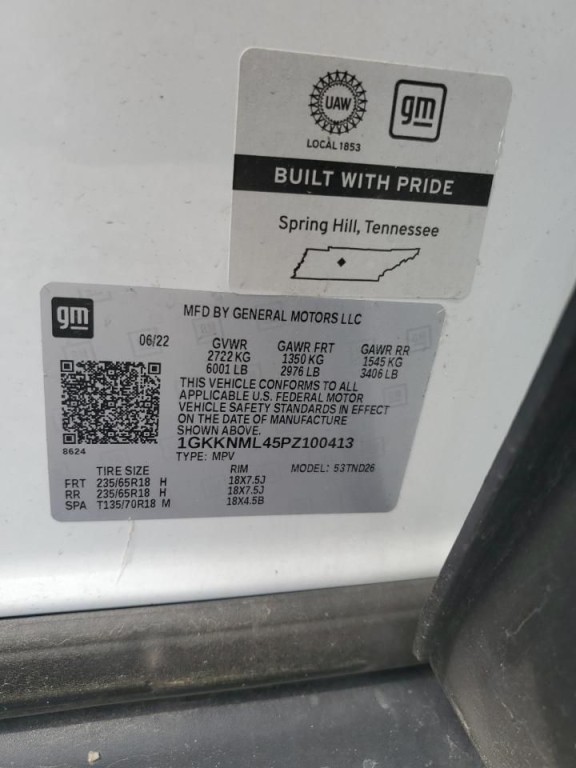 UAW
gm
LOCAL 1853
BUILT WITH PRIDE
Spring Hill, Tennessee
gm
MFD BY GENERAL MOTORS LLC
06/22 GVWR GAWR FRT GAWR RR
2722 KG 1350 KG 1545 KG
6001 LB 2976 LB 3406 LB
THIS VEHICLE CONFORMS TO ALL
APPLICABLE U.S. FEDERAL MOTOR
VEHICLE SAFETY STANDARDS IN EFFECT
ON THE DATE OF MANUFACTURE
SHOWN ABOVE.
8624
1GKKNML45PZ100413
TYPE: MPV MODEL: 53TND26
TIRE SIZE RIM
FRT 235/65R18 H 18X7.5J
RR 235/65R18 H 18X7.5J
SPA T135/70R18 M 18X4.5B